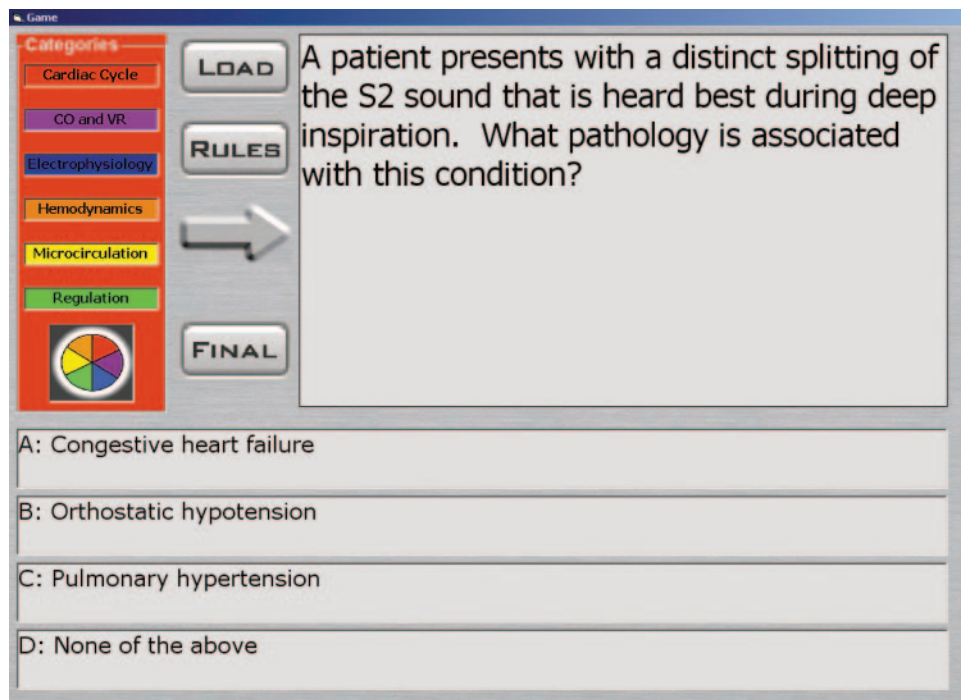 Game
Categories
Cardiac Cycle
CO and VR
Electrophysiology
Hemodynamics
Microcirculation
Regulation
LOAD
RULES
FINAL
A patient presents with a distinct splitting of
the S2 sound that is heard best during deep
inspiration. What pathology is associated
with this condition?
A: Congestive heart failure
B: Orthostatic hypotension
C: Pulmonary hypertension
D: None of the above